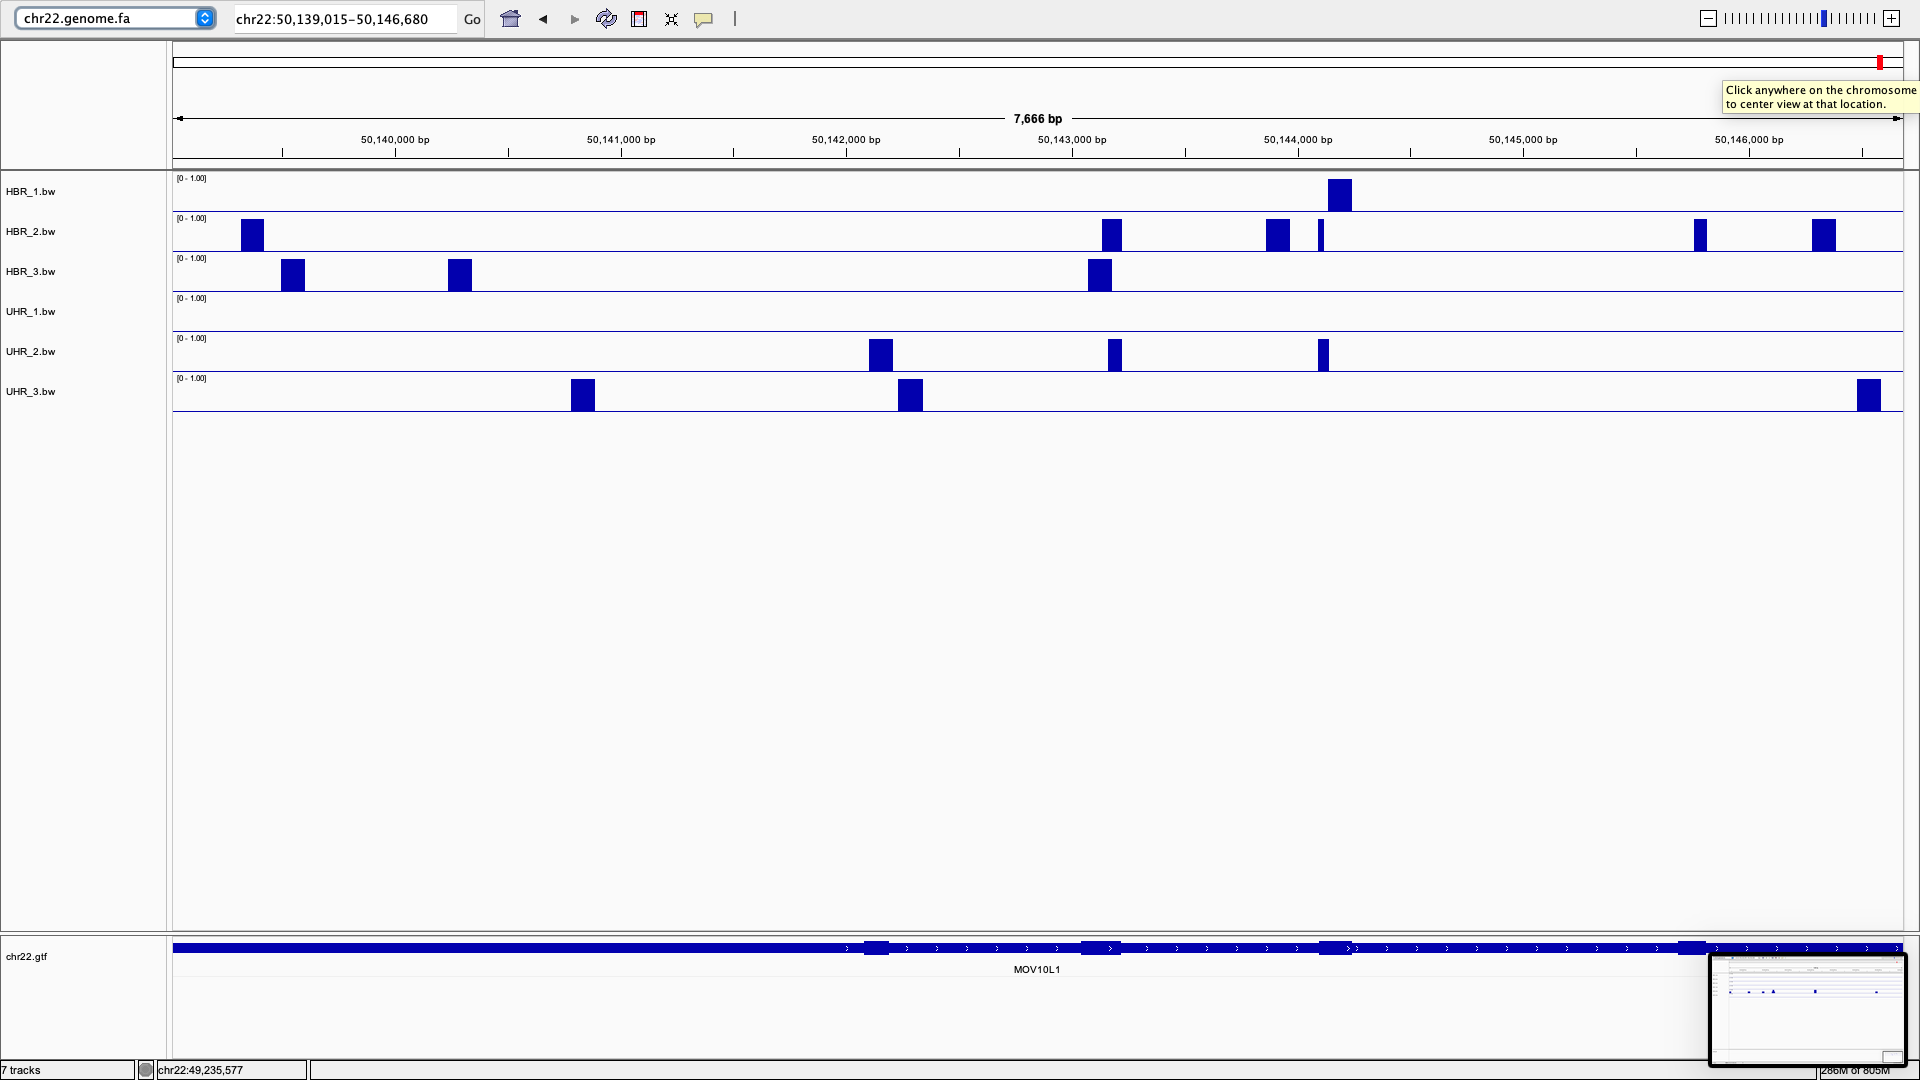 chr22.genome.fa
chr22:50,139,015-50,146,680
Go
Click anywhere on the chromosome
to center view at that location.
7,666 bp
50,140,000 bp
50,141,000 bp
50,142,000 bp
50,143,000 bp
50,144,000 bp
50,145,000 bp
50,146,000 bp
HBR_1.bw
[0 - 1.00]
HBR_2.bw
[0 - 1.00]
HBR_3.bw
[0 - 1.00]
UHR_1.bw
[0 - 1.00]
UHR_2.bw
[0 - 1.00]
UHR_3.bw
[0 - 1.00]
chr22.gtf
MOV10L1
7 tracks
chr22:49,235,577
286M of 805M